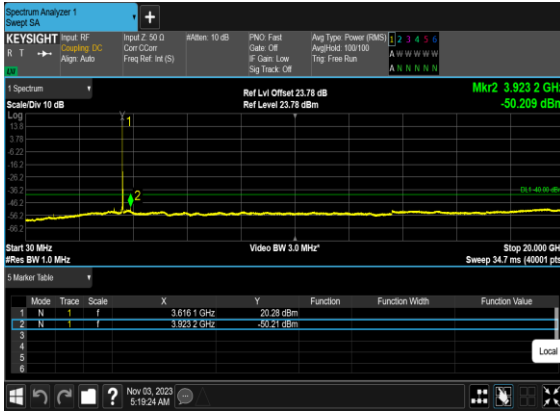 Spectrum Analyzer 1
Swept SA
+
KEYSIGHT Input: RF Input Z: 50 Ω #Atten: 10 dB PNO: Fast Avg Type: Power (RMS) 1 2 3 4 5 6
R T Coupling: DC Corr CCorr Gate: Off Avg|Hold: 100/100 A W W W W W
Align: Auto Freq Ref: Int (S) IF Gain: Low Trig: Free Run
Sig Track: Off A N N N N N
1 Spectrum Ref Lvl Offset 23.78 dB Mkr2 3.923 2 GHz
Scale/Div 10 dB Ref Level 23.78 dBm -50.209 dBm
Log
13.8
3.78
-6.22
-16.2
-26.2
-36.2
-46.2
-56.2
-66.2
1
2
DL1 -40.00 dBm
Start 30 MHz Video BW 3.0 MHz* Stop 20.000 GHz
#Res BW 1.0 MHz Sweep 34.7 ms (40001 pts)
5 Marker Table
Mode Trace Scale X Y Function Function Width Function Value
1 N 1 f 3.616 1 GHz 20.28 dBm
2 N 1 f 3.923 2 GHz -50.21 dBm
3
4
5
6
Local
? Nov 03, 2023
5:19:24 AM